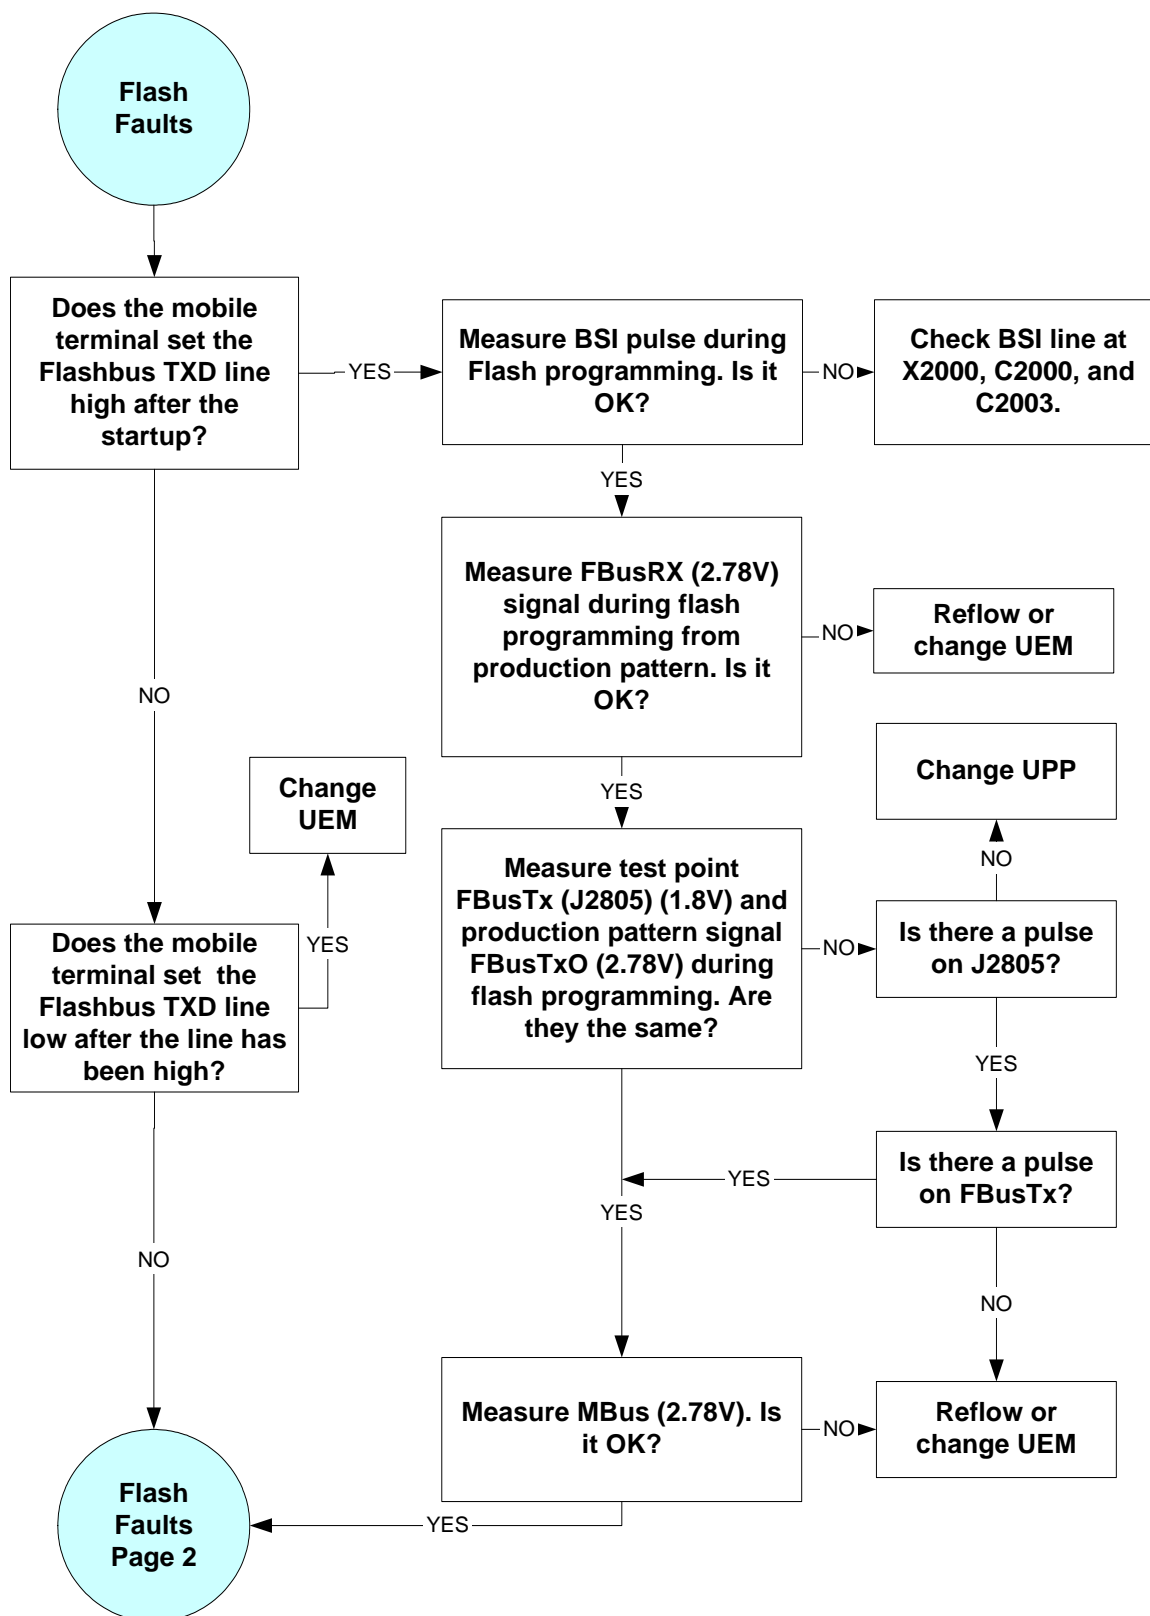 Flash
Faults
Does the mobile
terminal set the
Flashbus TXD line
high after the
startup?
YES
Measure BSI pulse during
Flash programming. Is it
OK?
NO
Check BSI line at
X2000, C2000, and
C2003.
YES
Measure FBusRX (2.78V)
signal during flash
programming from
production pattern. Is it
OK?
NO
Reflow or
change UEM
NO
YES
Change UPP
Change
UEM
NO
Measure test point
FBusTx (J2805) (1.8V) and
production pattern signal
FBusTxO (2.78V) during
flash programming. Are
they the same?
NO
Is there a pulse
on J2805?
YES
Does the mobile
terminal set  the
Flashbus TXD line
low after the line has
been high?
YES
Is there a pulse
on FBusTx?
YES
YES
NO
NO
Measure MBus (2.78V). Is
it OK?
NO
Reflow or
change UEM
YES
Flash
Faults
Page 2